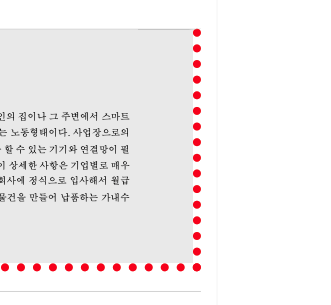 인의 집이나 그 주변에서 스마트
는 노동형태이다. 사업장으로의
할 수 있는 기기와 연결망이 필
이 상세한 사항은 기업별로 매우
회사에 정식으로 입사해서 월급
물건을 만들어 납품하는 가내수